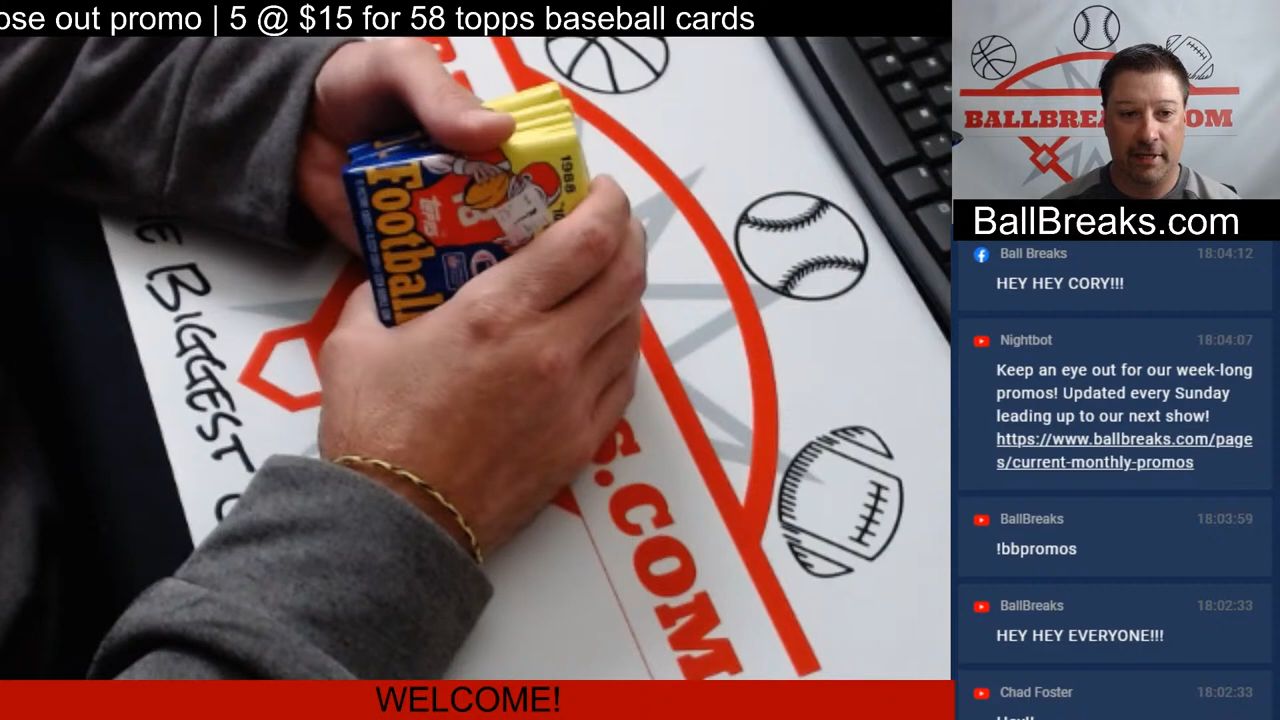 ose out promo | 5 @ $15 for 58 topps baseball cards
1988
topps
Football
E BIGGEST
S.COM
BALLBREA OM
BallBreaks.com
Ball Breaks 18:04:12
HEY HEY CORY!!!
Nightbot 18:04:07
Keep an eye out for our week-long
promos! Updated every Sunday
leading up to our next show!
https://www.ballbreaks.com/page
s/current-monthly-promos
BallBreaks 18:03:59
!bbpromos
BallBreaks 18:02:33
HEY HEY EVERYONE!!!
Chad Foster 18:02:33
WELCOME!